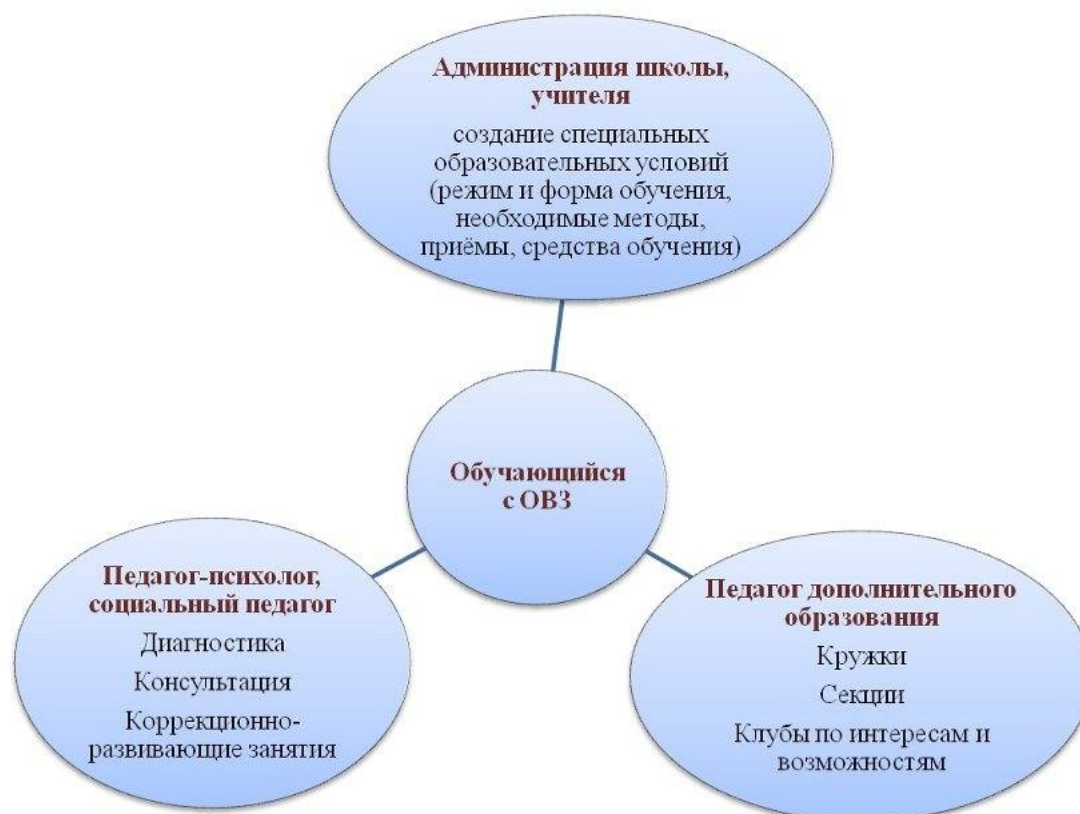 Администрация школы,
учителя
создание специальных
образовательных условий
(режим и форма обучения,
необходимые методы,
приёмы, средства обучения)
Обучающийся
с ОВЗ
Педагог-психолог,
социальный педагог
Диагностика
Консультация
Коррекционно-
развивающие занятия
Педагог дополнительного
образования
Кружки
Секции
Клубы по интересам и
возможностям